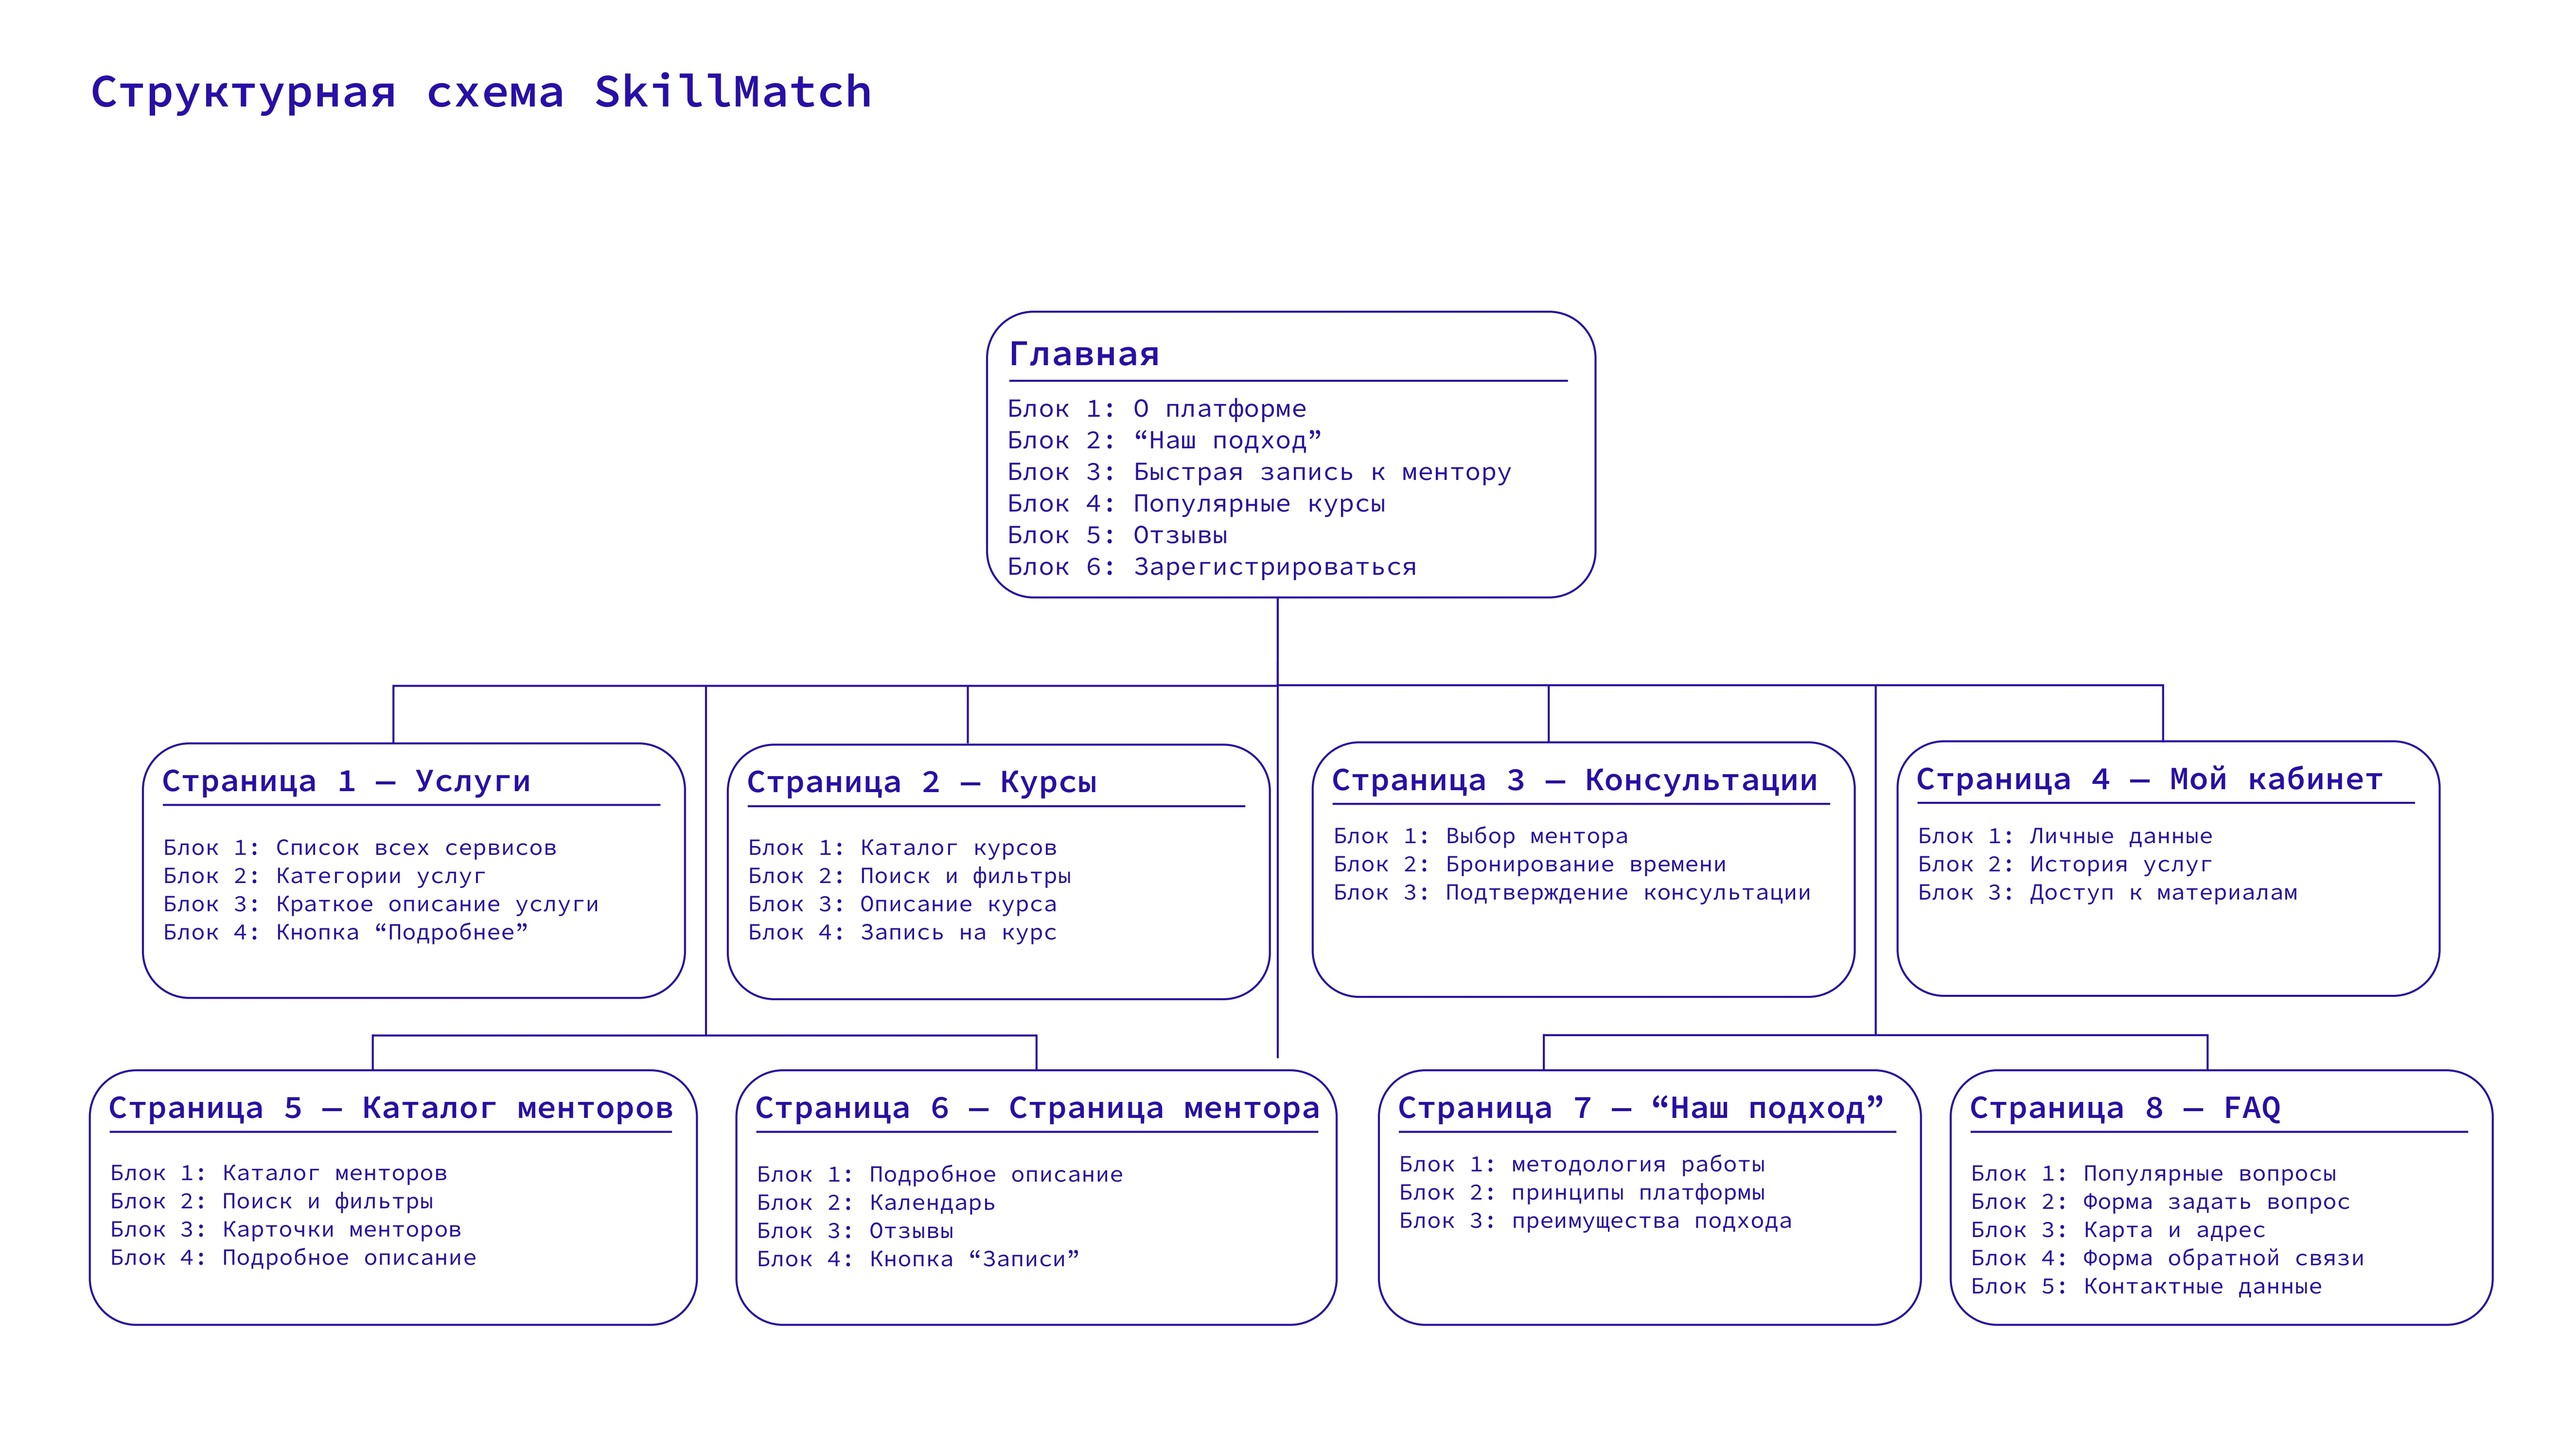 Структурная схема SkillMatch
Главная
Блок 1: О платформе
Блок 2: “Наш подход”
Блок 3: Быстрая запись к ментору
Блок 4: Популярные курсы
Блок 5: Отзывы
Блок 6: Зарегистрироваться
Страница 1 — Услуги
Блок 1: Список всех сервисов
Блок 2: Категории услуг
Блок 3: Краткое описание услуги
Блок 4: Кнопка “Подробнее”
Страница 2 — Курсы
Блок 1: Каталог курсов
Блок 2: Поиск и фильтры
Блок 3: Описание курса
Блок 4: Запись на курс
Страница 3 — Консультации
Блок 1: Выбор ментора
Блок 2: Бронирование времени
Блок 3: Подтверждение консультации
Страница 4 — Мой кабинет
Блок 1: Личные данные
Блок 2: История услуг
Блок 3: Доступ к материалам
Страница 5 — Каталог менторов
Блок 1: Каталог менторов
Блок 2: Поиск и фильтры
Блок 3: Карточки менторов
Блок 4: Подробное описание
Страница 6 — Страница ментора
Блок 1: Подробное описание
Блок 2: Календарь
Блок 3: Отзывы
Блок 4: Кнопка “Записи”
Страница 7 — “Наш подход”
Блок 1: методология работы
Блок 2: принципы платформы
Блок 3: преимущества подхода
Страница 8 — FAQ
Блок 1: Популярные вопросы
Блок 2: Форма задать вопрос
Блок 3: Карта и адрес
Блок 4: Форма обратной связи
Блок 5: Контактные данные